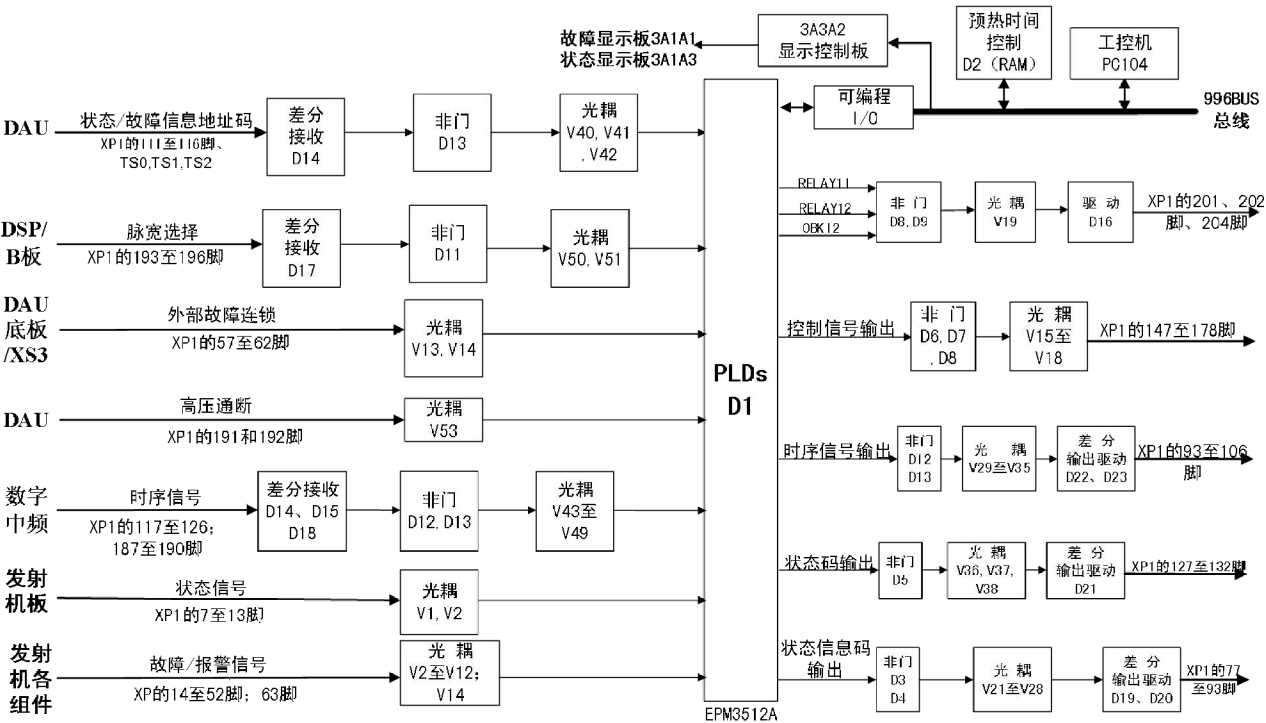 故障显示板3A1A1
状态显示板3A1A3
3A3A2
显示控制板
预热时间
控制
D2（RAM）
工控机
PC104
可编程
I/O
996BUS
总线
DAU
状态/故障信息地址码
XP1的111至116脚、
TS0,TS1,TS2
差分
接收
D14
非门
D13
光耦
V40, V41
, V42
DSP/
B板
脉宽选择
XP1的193至196脚
差分
接收
D17
非门
D11
光耦
V50, V51
DAU
底板
/XS3
外部故障连锁
XP1的57至62脚
光耦
V13, V14
DAU
高压通断
XP1的191和192脚
光耦
V53
数字
中频
时序信号
XP1的117至126；
187至190脚
差分接收
D14、D15
D18
非门
D12, D13
光耦
V43至
V49
发射
机板
状态信号
XP1的7至13脚
光耦
V1, V2
发射
机各
组件
故障/报警信号
XP的14至52脚；63脚
光耦
V2至V12；
V14
PLDs
D1
EPM3512A
RELAY11
RELAY12
OBK12
非门
D8, D9
光耦
V19
驱动
D16
XP1的201、202
脚、204脚
控制信号输出
非门
D6, D7
, D8
光耦
V15至
V18
XP1的147至178脚
时序信号输出
非门
D12
D13
光耦
V29至V35
差分
输出驱动
D22、D23
XP1的93至106
脚
状态码输出
非门
D5
光耦
V36, V37,
V38
差分
输出驱动
D21
XP1的127至132脚
状态信息码
输出
非门
D3
D4
光耦
V21至V28
差分
输出驱动
D19、D20
XP1的77
至93脚